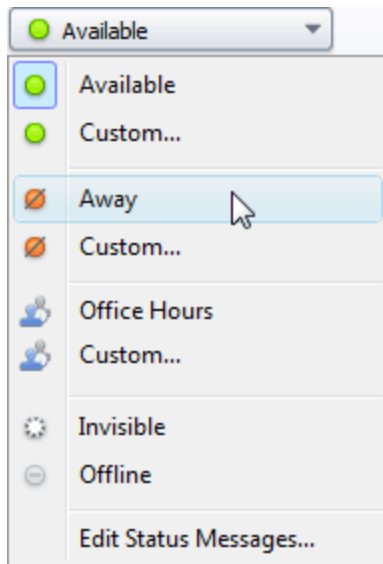 Available
Available
Custom...
Away
Custom...
Office Hours
Custom...
Invisible
Offline
Edit Status Messages...